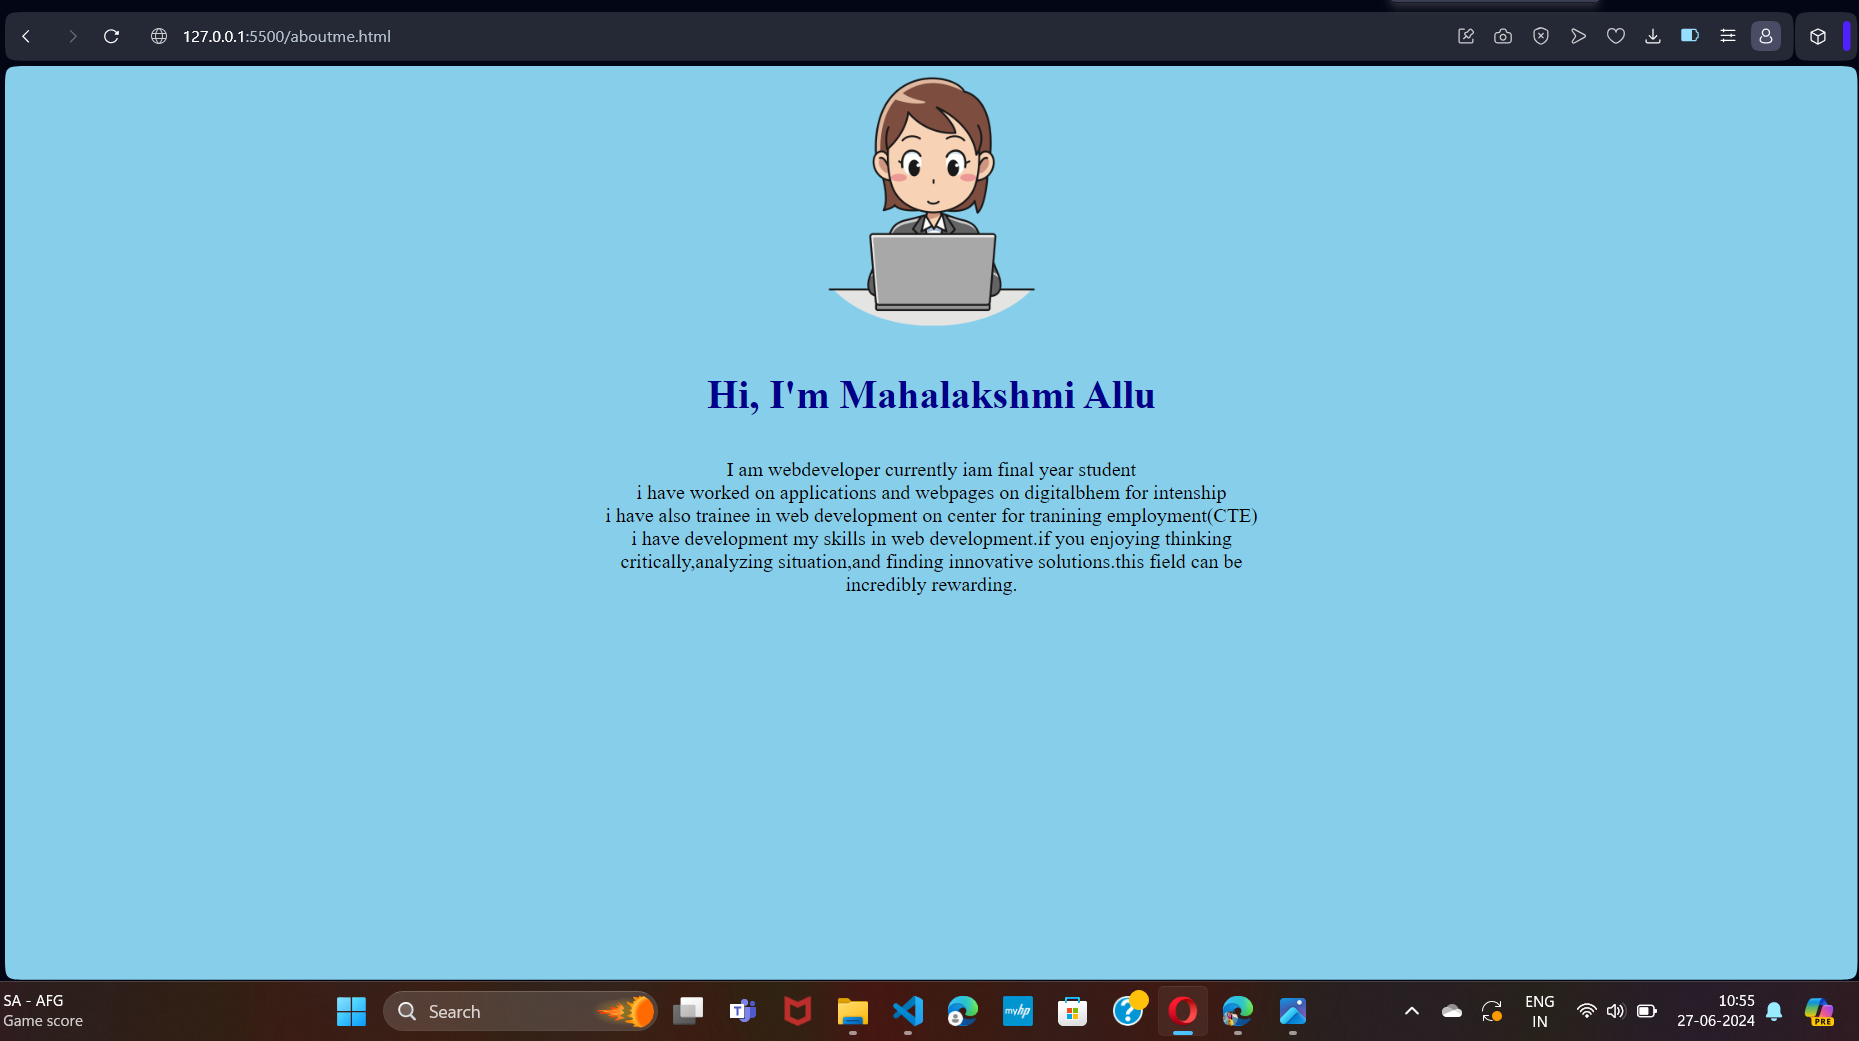 127.0.0.1:5500/aboutme.html
Hi, I'm Mahalakshmi Allu
I am webdeveloper currently iam final year student
i have worked on applications and webpages on digitalbhem for intenship
i have also trainee in web development on center for tranining employment(CTE)
i have development my skills in web development.if you enjoying thinking
critically,analyzing situation,and finding innovative solutions.this field can be
incredibly rewarding.
SA - AFG
Game score
Search
T
myhp
?
ENG
IN
10:55
27-06-2024
PRE